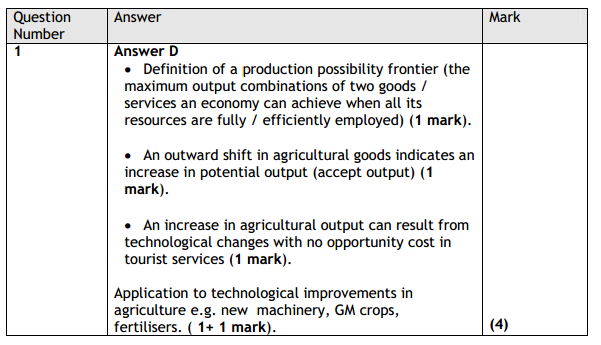 Question Number
Answer
Mark
1
Answer D
• Definition of a production possibility frontier (the
maximum output combinations of two goods /
services an economy can achieve when all its
resources are fully / efficiently employed) (1 mark).
• An outward shift in agricultural goods indicates an
increase in potential output (accept output) (1
mark).
• An increase in agricultural output can result from
technological changes with no opportunity cost in
tourist services (1 mark).
Application to technological improvements in
agriculture e.g. new machinery, GM crops,
fertilisers. ( 1+ 1 mark).
(4)